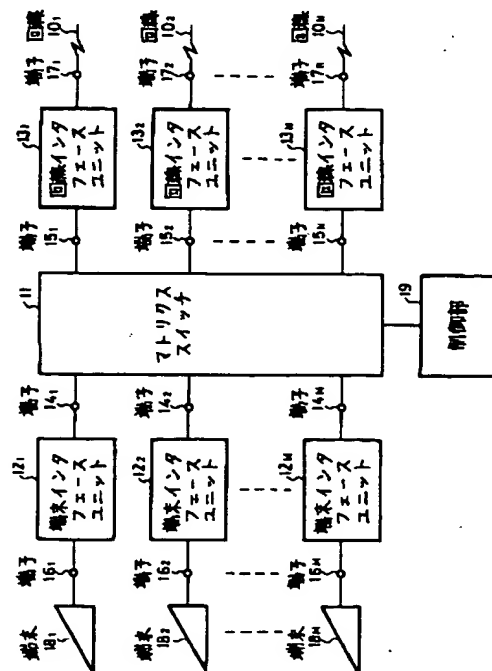 回線
10₁
端子
17₁
回線インタ
フェース
ユニット
13₁
端子
15₁
回線
10₂
端子
17₂
回線インタ
フェース
ユニット
13₂
端子
15₂
回線
10N
端子
17N
回線インタ
フェース
ユニット
13N
端子
15N
11
マトリクス
スイッチ
19
制御部
端子
14₁
端末インタ
フェース
ユニット
12₁
端子
16₁
端末
18₁
端子
14₂
端末インタ
フェース
ユニット
12₂
端子
16₂
端末
18₂
端子
14M
端末インタ
フェース
ユニット
12M
端子
16M
端末
18M